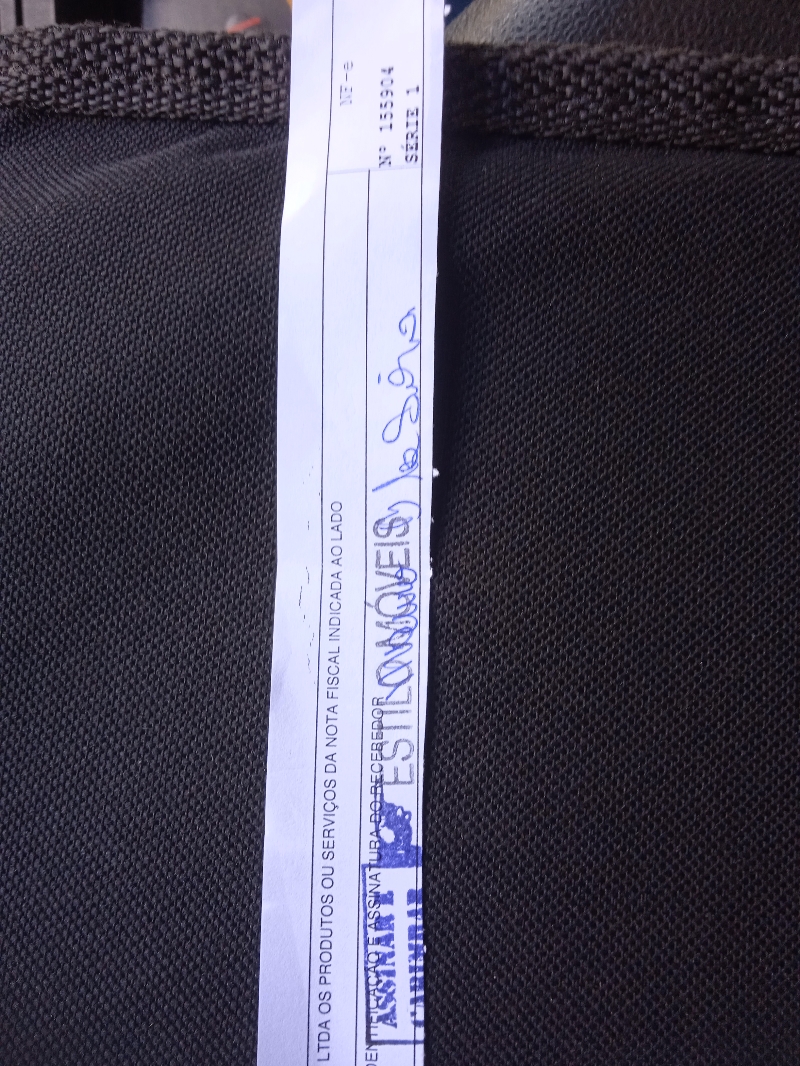 LTDA OS PRODUTOS OU SERVIÇOS DA NOTA FISCAL INDICADA AO LADO
NF-e
DENTIFICAÇÃO E ASSINATURA DO RECEBEDOR
Nº 155904
SÉRIE 1
ASSINAR E
CARIMBAR
ESTILO MÓVEIS